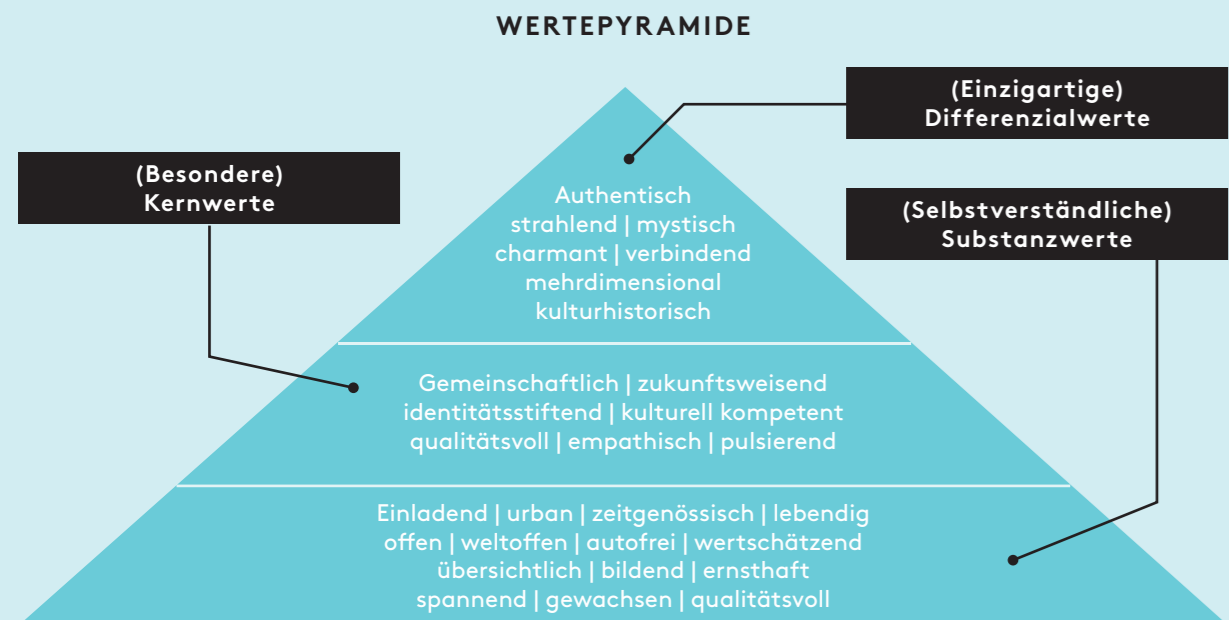 WERTEPYRAMIDE
(Einzigartige)
Differenzialwerte
(Besondere)
Kernwerte
(Selbstverständliche)
Substanzwerte
Authentisch
strahlend | mystisch
charmant | verbindend
mehrdimensional
kulturhistorisch
Gemeinschaftlich | zukunftsweisend
identitätsstiftend | kulturell kompetent
qualitätsvoll | empathisch | pulsierend
Einladend | urban | zeitgenössisch | lebendig
offen | weltoffen | autofrei | wertschätzend
übersichtlich | bildend | ernsthaft
spannend | gewachsen | qualitätsvoll